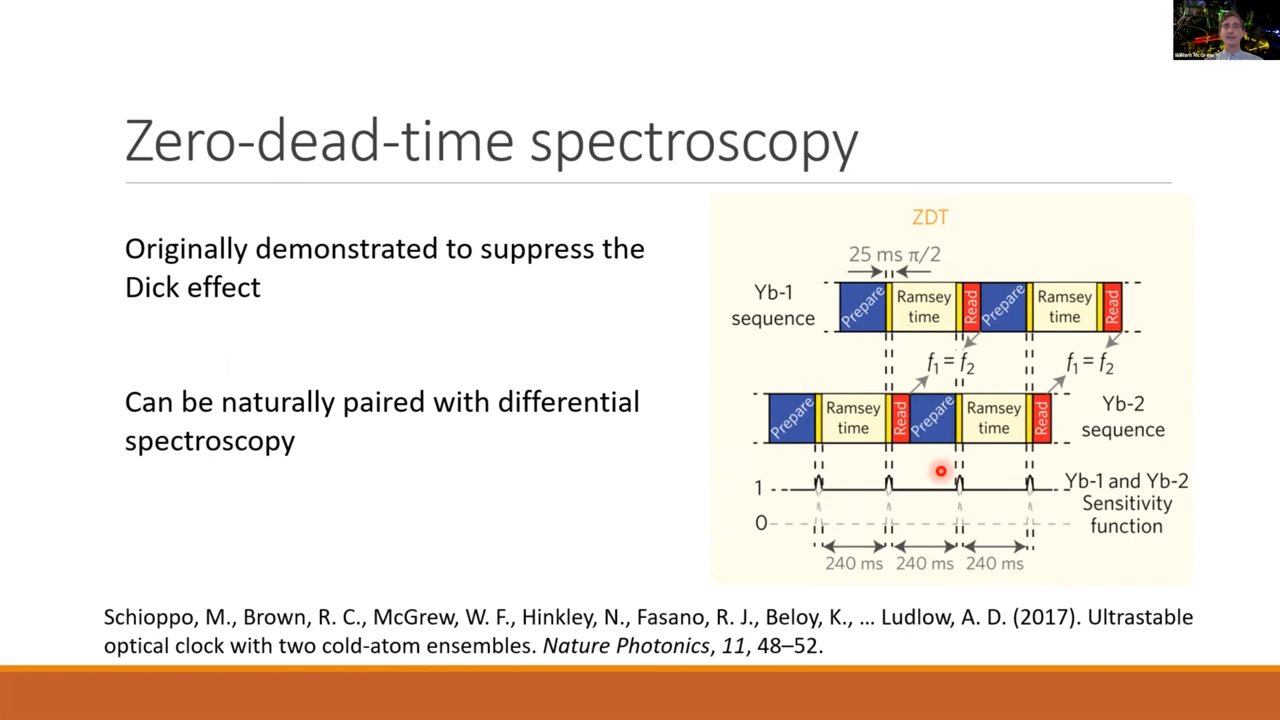 William McGrew
Zero-dead-time spectroscopy
Originally demonstrated to suppress the
Dick effect
Can be naturally paired with differential
spectroscopy
ZDT
25 ms π/2
Yb-1
sequence
Prepare
Ramsey
time
Read
Prepare
Ramsey
time
Read
f₁ = f₂
f₁ = f₂
Prepare
Ramsey
time
Read
Prepare
Ramsey
time
Read
Yb-2
sequence
1
0
Yb-1 and Yb-2
Sensitivity
function
240 ms 240 ms 240 ms
Schioppo, M., Brown, R. C., McGrew, W. F., Hinkley, N., Fasano, R. J., Beloy, K., … Ludlow, A. D. (2017). Ultrastable
optical clock with two cold-atom ensembles. Nature Photonics, 11, 48–52.